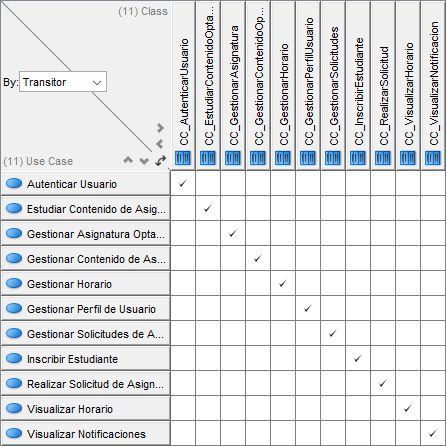 (11) Class
By: Transitor
(11) Use Case
CC_AutenticarUsuario
CC_EstudiarContenidoOpta...
CC_GestionarAsignatura
CC_GestionarContenidoOp...
CC_GestionarHorario
CC_GestionarPerfilUsuario
CC_GestionarSolicitudes
CC_InscribirEstudiante
CC_RealizarSolicitud
CC_VisualizarHorario
CC_VisualizarNotificacion
Autenticar Usuario
Estudiar Contenido de Asig...
Gestionar Asignatura Opta...
Gestionar Contenido de As...
Gestionar Horario
Gestionar Perfil de Usuario
Gestionar Solicitudes de A...
Inscribir Estudiante
Realizar Solicitud de Asign...
Visualizar Horario
Visualizar Notificaciones